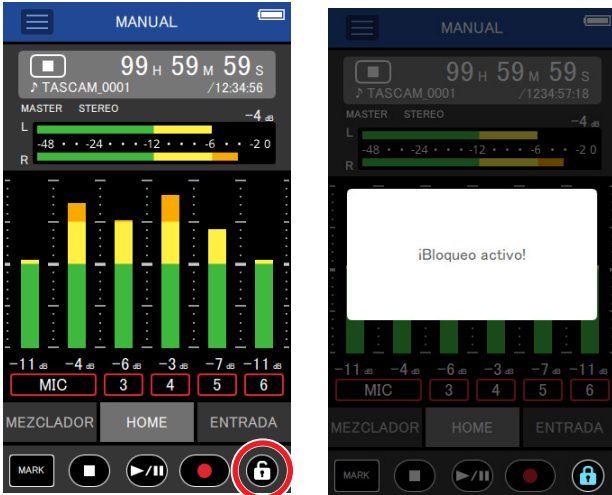 MANUAL
99 H 59 M 59 S
♪ TASCAM_0001 /12:34:56
MASTER STEREO
-4 dB
L
-48 • • -24 • • • -12 • • • -6 • • -2 0
R
-11 dB -4 dB -6 dB -3 dB -7 dB -11 dB
MIC 3 4 5 6
MEZCLADOR HOME ENTRADA
MARK
MANUAL
99 H 59 M 59 S
♪ TASCAM_0001 /1234:57:18
MASTER STEREO
-4 dB
L
-48 • • -24 • • • -12 • • • -6 • • -2 0
R
¡Bloqueo activo!
-11 dB -4 dB -6 dB -3 dB -7 dB -11 dB
MIC 3 4 5 6
MEZCLADOR HOME ENTRADA
MARK